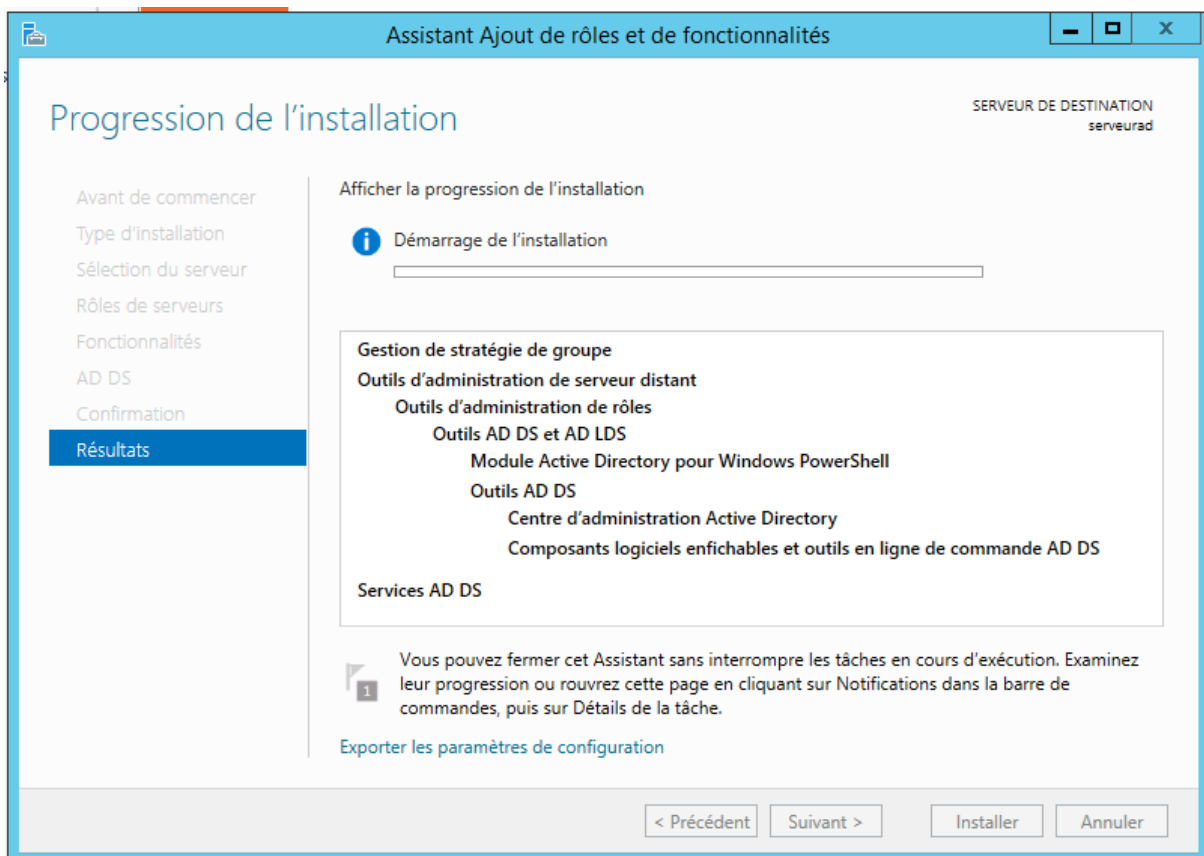 Assistant Ajout de rôles et de fonctionnalités
Progression de l'installation
SERVEUR DE DESTINATION
serveurad
Avant de commencer
Type d'installation
Sélection du serveur
Rôles de serveurs
Fonctionnalités
AD DS
Confirmation
Résultats
Afficher la progression de l'installation
Démarrage de l'installation
Gestion de stratégie de groupe
Outils d'administration de serveur distant
Outils d'administration de rôles
Outils AD DS et AD LDS
Module Active Directory pour Windows PowerShell
Outils AD DS
Centre d'administration Active Directory
Composants logiciels enfichables et outils en ligne de commande AD DS
Services AD DS
1
Vous pouvez fermer cet Assistant sans interrompre les tâches en cours d'exécution. Examinez
leur progression ou rouvrez cette page en cliquant sur Notifications dans la barre de
commandes, puis sur Détails de la tâche.
Exporter les paramètres de configuration
< Précédent
Suivant >
Installer
Annuler